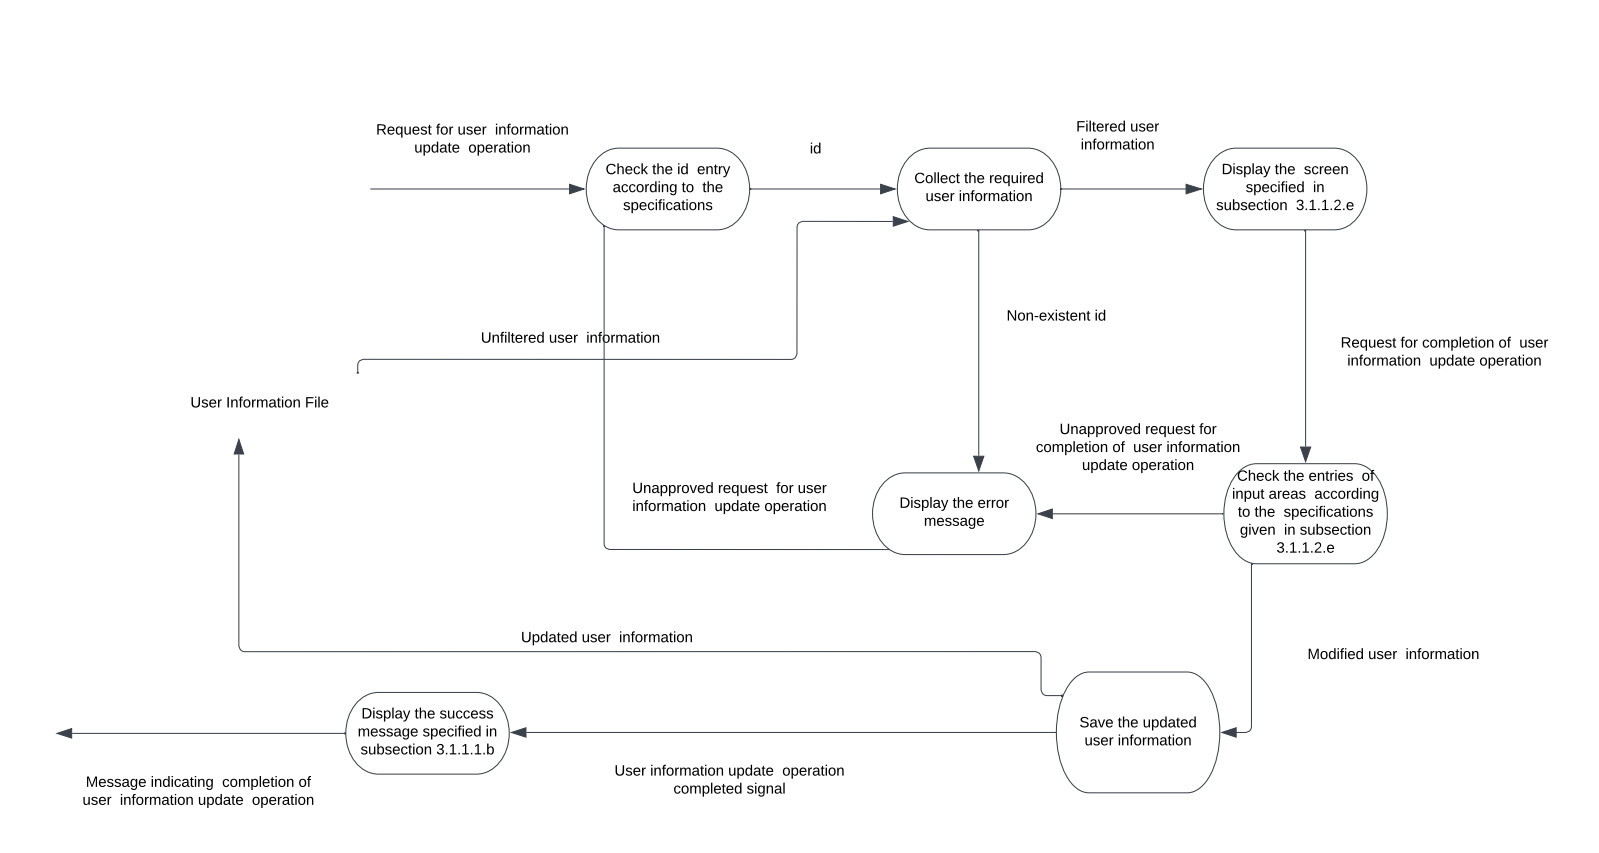 Request for user information
update operation
Check the id entry
according to the
specifications
id
Collect the required
user information
Filtered user
information
Display the screen
specified in
subsection 3.1.1.2.e
Unfiltered user information
Non-existent id
Request for completion of user
information update operation
User Information File
Unapproved request for user
information update operation
Display the error
message
Unapproved request for
completion of user information
update operation
Check the entries of
input areas according
to the specifications
given in subsection
3.1.1.2.e
Updated user information
Modified user information
Display the success
message specified in
subsection 3.1.1.1.b
Save the updated
user information
Message indicating completion of
user information update operation
User information update operation
completed signal